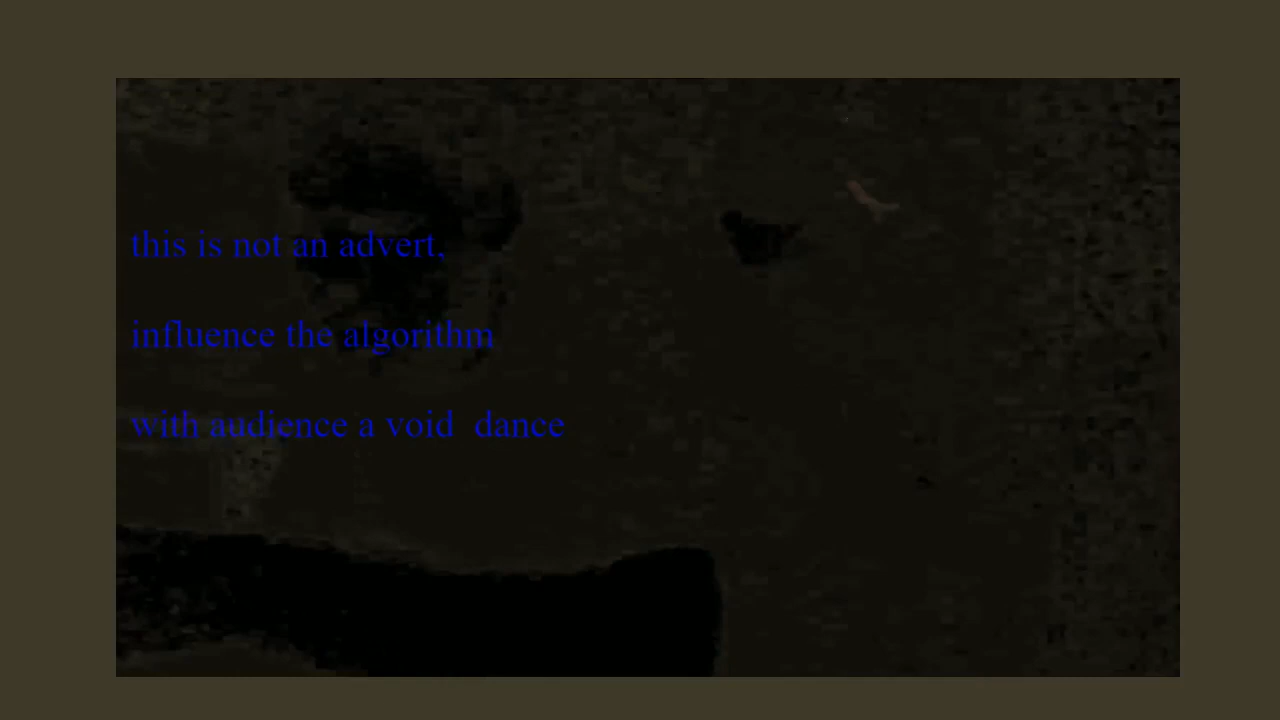 this is not an advert,
influence the algorithm
with audience a void  dance